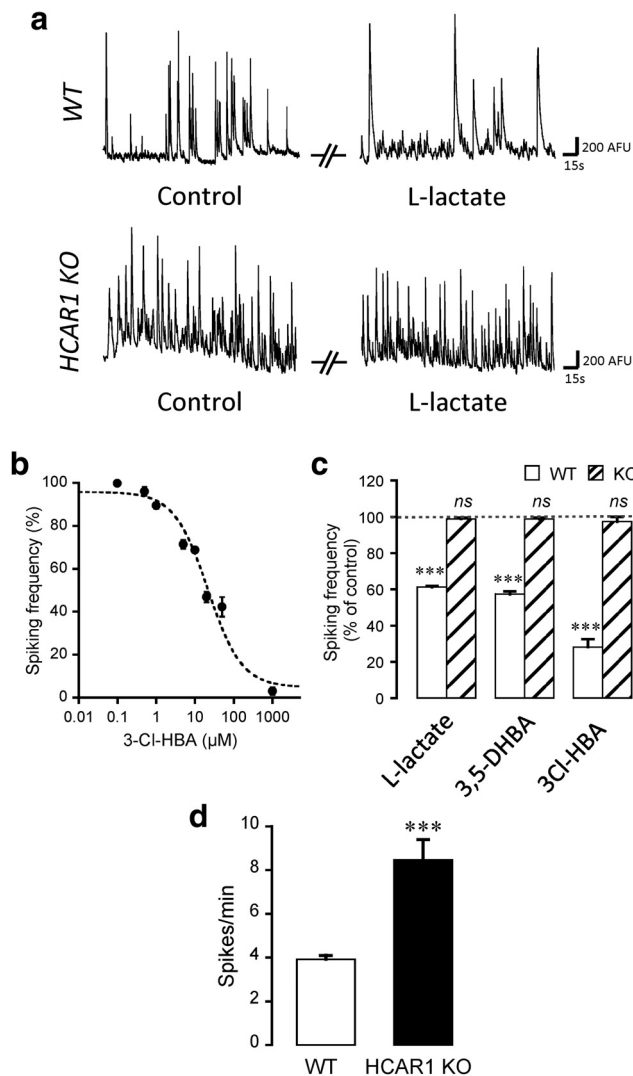 a
WT
200 AFU
15s
Control
L-lactate
HCAR1 KO
200 AFU
15s
Control
L-lactate
b
Spiking frequency (%)
100
80
60
40
20
0
0.01 0.1 1 10 100 1000
3-Cl-HBA (µM)
c
WT KO
Spiking frequency
(% of control)
120
100
80
60
40
20
0
ns ns ns
*** *** ***
L-lactate
3,5-DHBA
3Cl-HBA
d
***
Spikes/min
10
8
6
4
2
0
WT HCAR1 KO